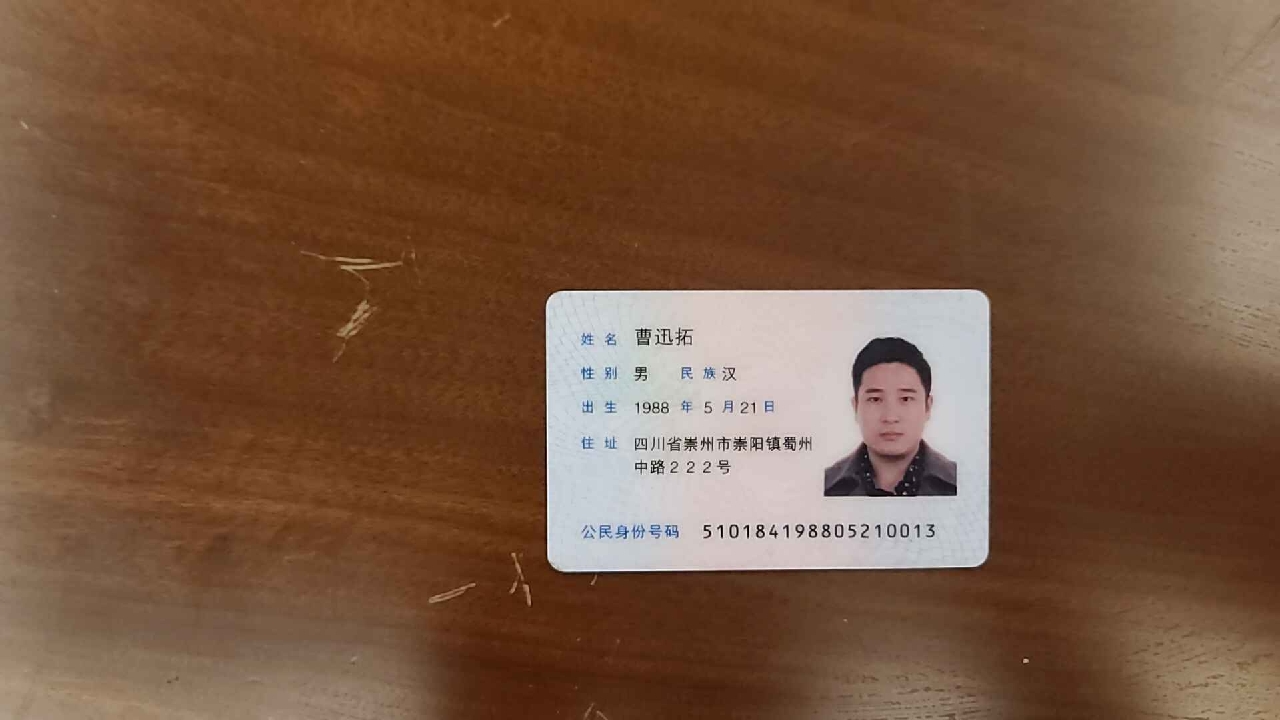 姓名 曹迅拓
性别 男 民族 汉
出生 1988 年 5 月 21 日
住址 四川省崇州市崇阳镇蜀州
中路２２２号
公民身份号码 510184198805210013